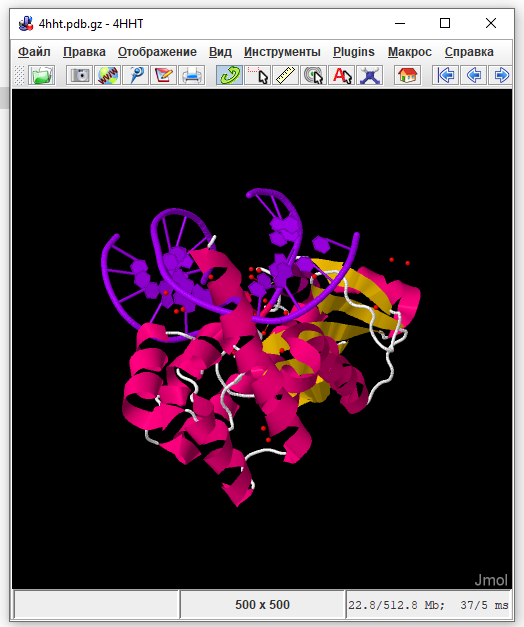 4hht.pdb.gz - 4HHT
Файл Правка Отображение Вид Инструменты Plugins Макрос Справка
Jmol
500 x 500
22.8/512.8 Mb; 37/5 ms